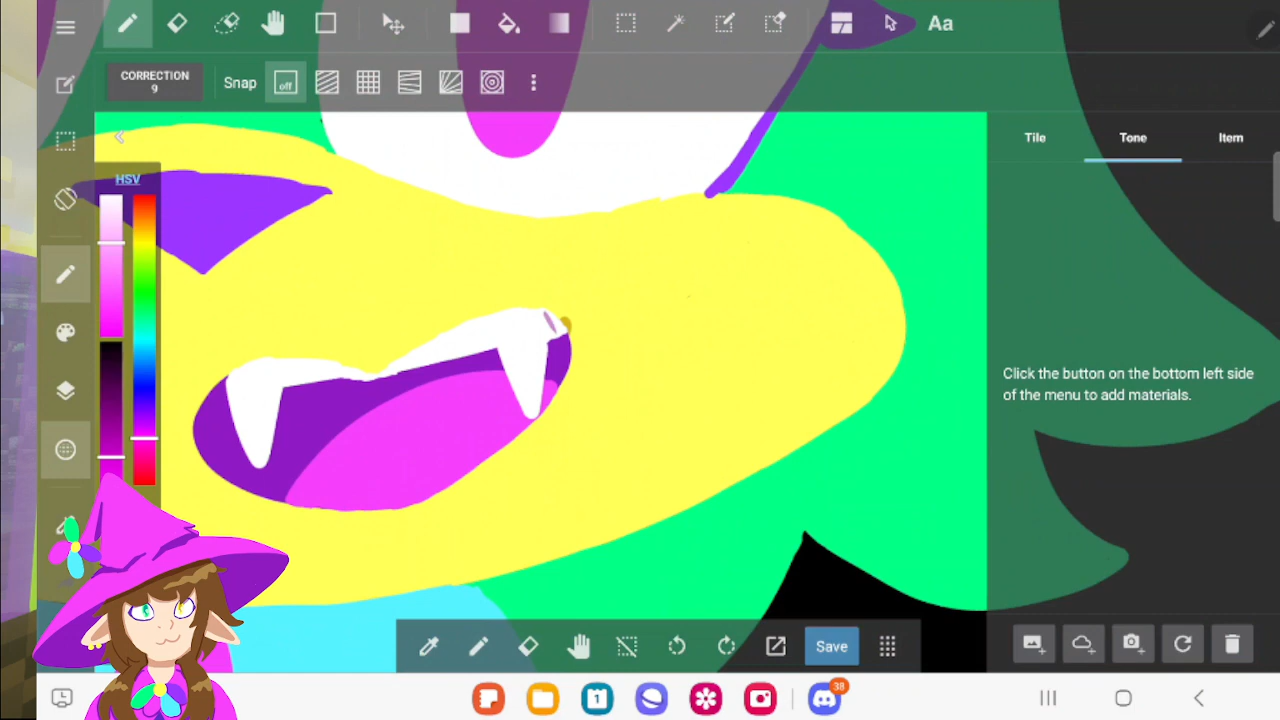 Aa
CORRECTION
9
Snap
off
Tile
Tone
Item
HSV
Click the button on the bottom left side
of the menu to add materials.
Save
1
38